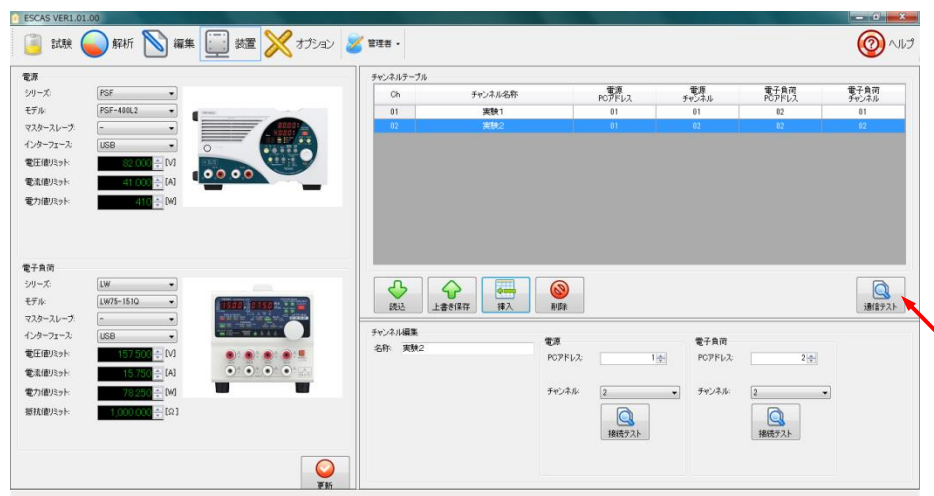 ESCAS VER1.01.00
試験 解析 編集 装置 オプション 管理者 ヘルプ
電源
シリーズ: PSF
モデル: PSF-400L2
マスタースレーブ: -
インターフェース: USB
電圧値リミット: 82.000 [V]
電流値リミット: 41.000 [A]
電力値リミット: 410 [W]
電子負荷
シリーズ: LW
モデル: LW75-151Q
マスタースレーブ: -
インターフェース: USB
電圧値リミット: 157.500 [V]
電流値リミット: 15.750 [A]
電力値リミット: 78.250 [W]
抵抗値リミット: 1,000.000 [Ω]
更新
チャンネルテーブル
Ch チャンネル名称 電源 PCアドレス 電源 チャンネル 電子負荷 PCアドレス 電子負荷 チャンネル
01 実験1 01 01 02 01
02 実験2 01 02 02 02
読込 上書き保存 挿入 削除 通信テスト
チャンネル編集
名称: 実験2
電源
PCアドレス: 1
チャンネル: 2
接続テスト
電子負荷
PCアドレス: 2
チャンネル: 2
接続テスト